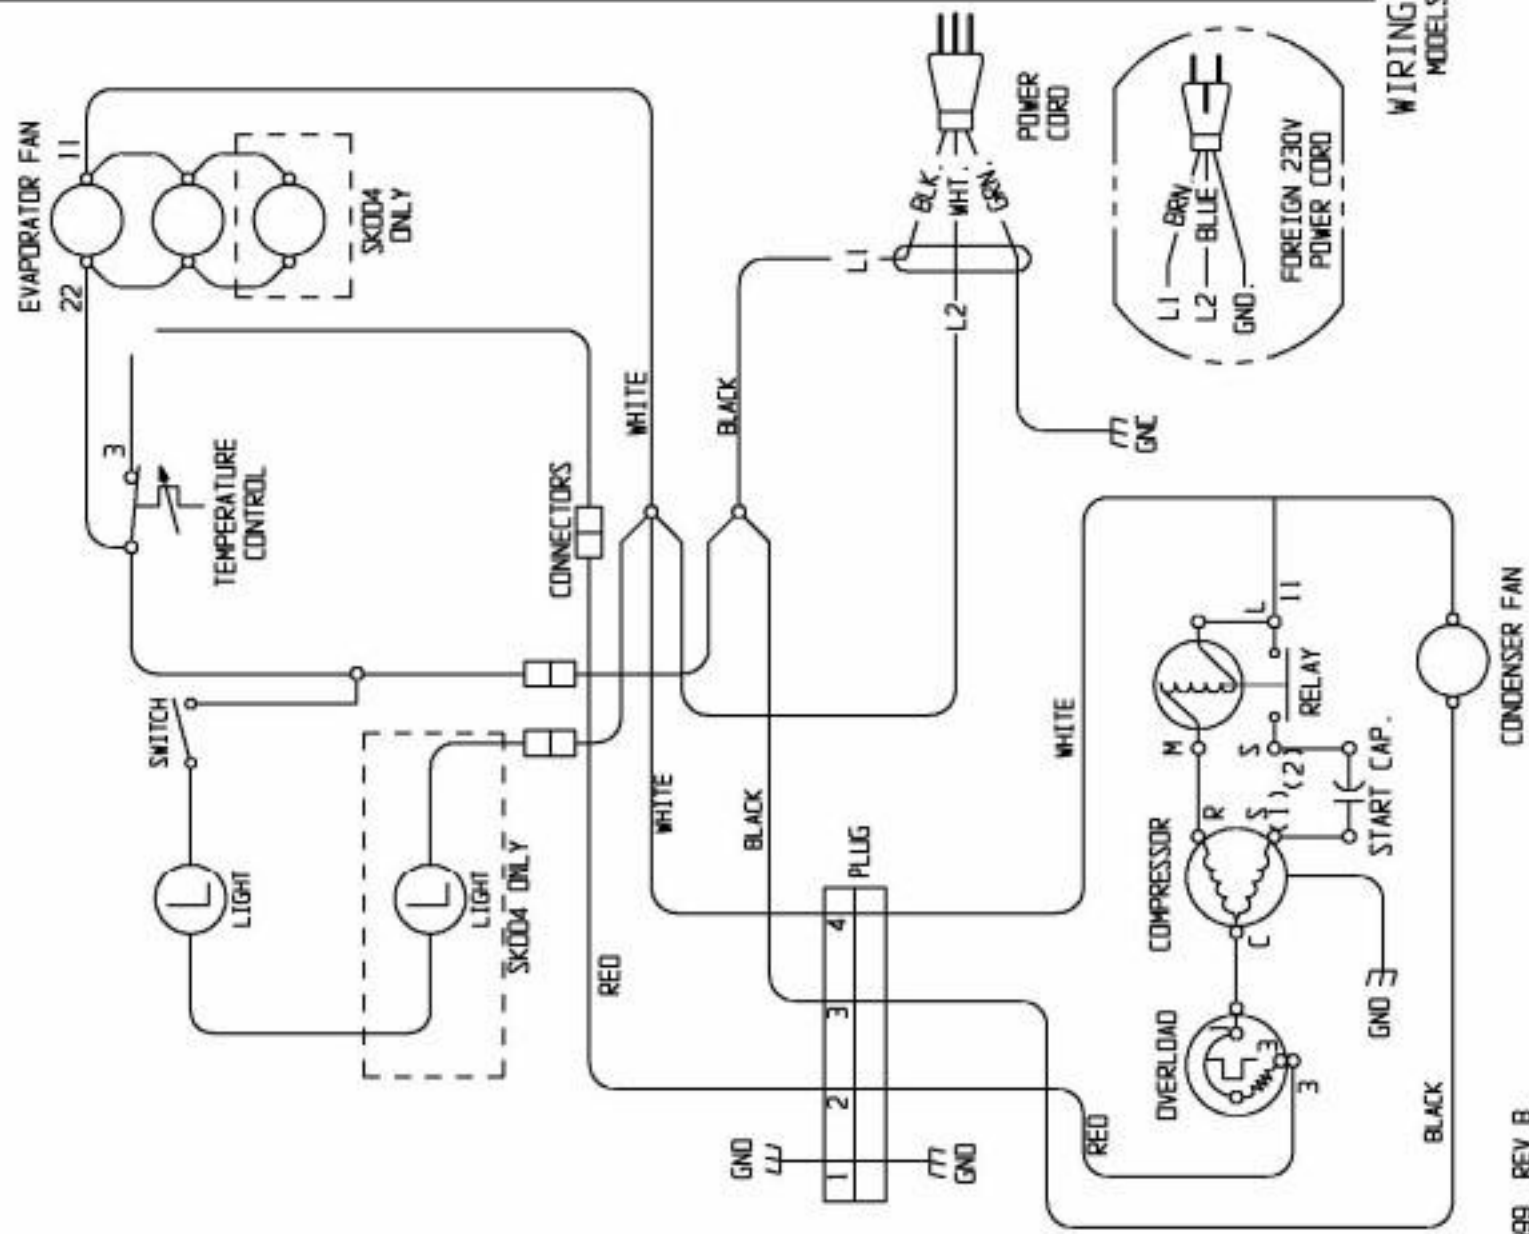 WIRING
MODELS
EVAPORATOR FAN
22
11
SK004
ONLY
3
TEMPERATURE
CONTROL
SWITCH
L
LIGHT
L
LIGHT
SK004 ONLY
CONNECTORS
RED
WHITE
WHITE
BLACK
BLACK
L1
L2
BLK.
WHT.
GRN.
POWER
CORD
L1
BRN
L2
BLUE
GND.
FOREIGN 230V
POWER CORD
GND
1
2
3
4
PLUG
GND
WHITE
RED
BLACK
OVERLOAD
3
3
COMPRESSOR
C
R
S
(1)
M
S
(2)
L
11
RELAY
START CAP.
GND
CONDENSER FAN
99 REV B